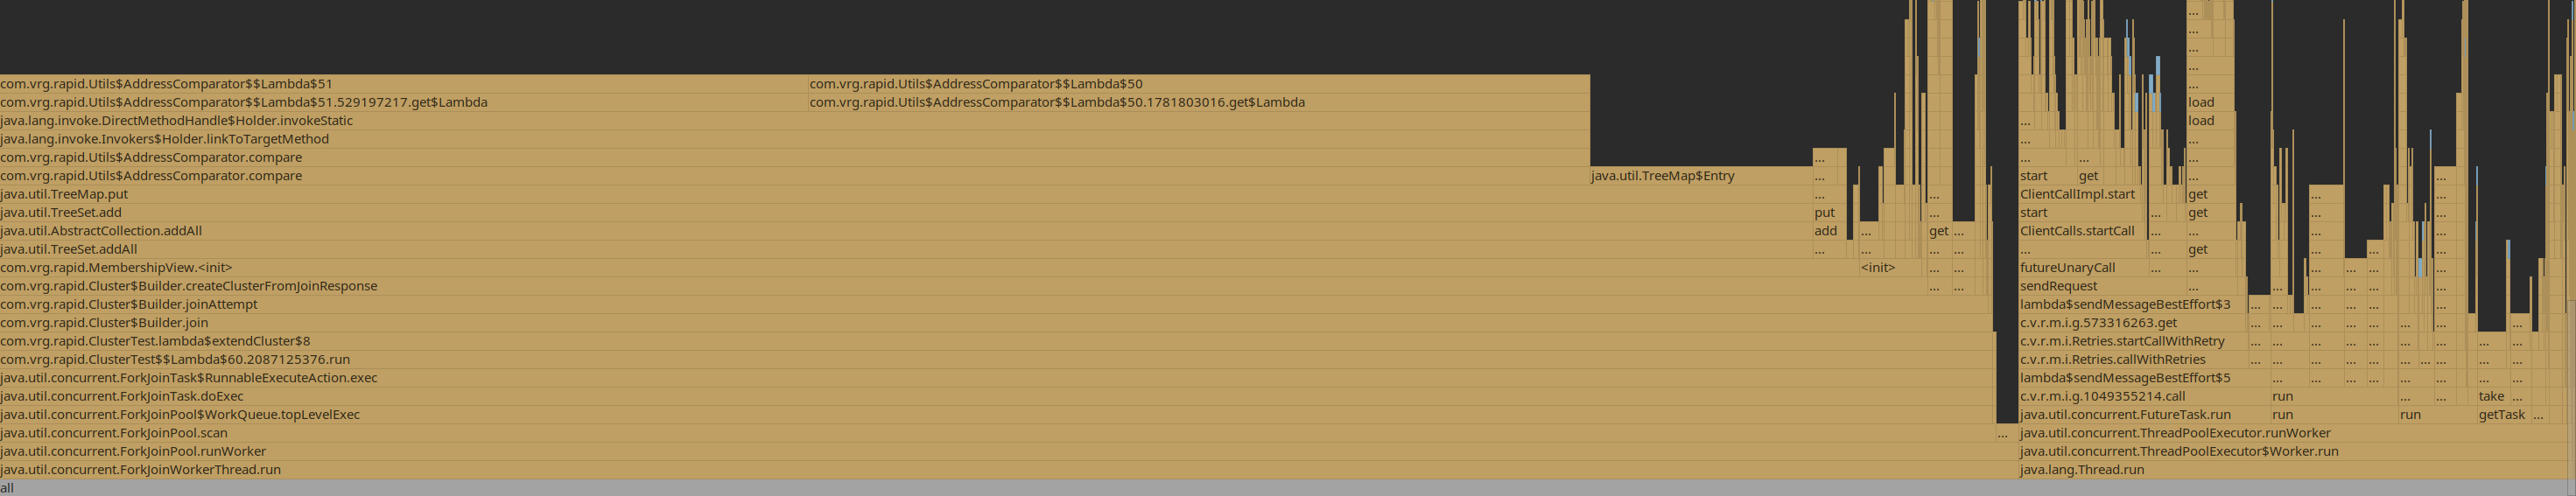 ...
...
...
...
...
com.vrg.rapid.Utils$AddressComparator$$Lambda$51 com.vrg.rapid.Utils$AddressComparator$$Lambda$50
com.vrg.rapid.Utils$AddressComparator$$Lambda$51.529197217.get$Lambda com.vrg.rapid.Utils$AddressComparator$$Lambda$50.1781803016.get$Lambda load
java.lang.invoke.DirectMethodHandle$Holder.invokeStatic ... load
java.lang.invoke.Invokers$Holder.linkToTargetMethod ...
com.vrg.rapid.Utils$AddressComparator.compare ... ... ... ...
com.vrg.rapid.Utils$AddressComparator.compare java.util.TreeMap$Entry ... start get ... ...
java.util.TreeMap.put ... ... ClientCallImpl.start get ...
java.util.TreeSet.add put ... start ... get ... ...
java.util.AbstractCollection.addAll add ... get ... ClientCalls.startCall ... ... ... ...
java.util.TreeSet.addAll ... ... ... ... ... ... get ... ...
com.vrg.rapid.MembershipView.<init> <init> ... ... futureUnaryCall ... ... ... ... ... ...
com.vrg.rapid.Cluster$Builder.createClusterFromJoinResponse ... ... sendRequest ... ... ... ... ... ...
com.vrg.rapid.Cluster$Builder.joinAttempt lambda$sendMessageBestEffort$3 ... ... ... ... ... ...
com.vrg.rapid.Cluster$Builder.join c.v.r.m.i.g.573316263.get ... ... ... ... ... ... ... ...
com.vrg.rapid.ClusterTest.lambda$extendCluster$8 c.v.r.m.i.Retries.startCallWithRetry ... ... ... ... ... ... ... ... ...
com.vrg.rapid.ClusterTest$$Lambda$60.2087125376.run c.v.r.m.i.Retries.callWithRetries ... ... ... ... ... ... ... ... ... ...
java.util.concurrent.ForkJoinTask$RunnableExecuteAction.exec lambda$sendMessageBestEffort$5 ... ... ... ... ... ... ... ...
java.util.concurrent.ForkJoinTask.doExec c.v.r.m.i.g.1049355214.call run ... ... take ...
java.util.concurrent.ForkJoinPool$WorkQueue.topLevelExec java.util.concurrent.FutureTask.run run run getTask ...
java.util.concurrent.ForkJoinPool.scan ... java.util.concurrent.ThreadPoolExecutor.runWorker
java.util.concurrent.ForkJoinPool.runWorker java.util.concurrent.ThreadPoolExecutor$Worker.run
java.util.concurrent.ForkJoinWorkerThread.run java.lang.Thread.run
all